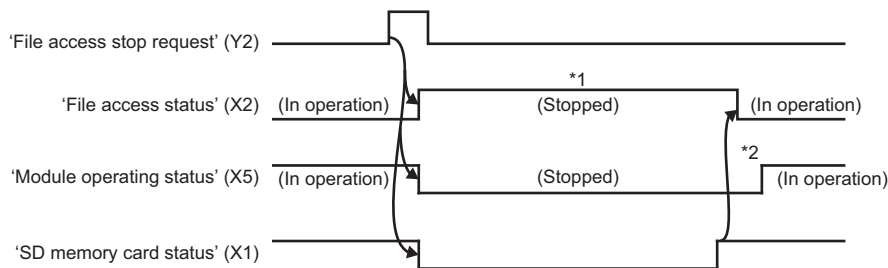 ‘File access stop request’ (Y2)
*1
‘File access status’ (X2) (In operation) (Stopped) (In operation)
*2
‘Module operating status’ (X5) (In operation) (Stopped) (In operation)
‘SD memory card status’ (X1)